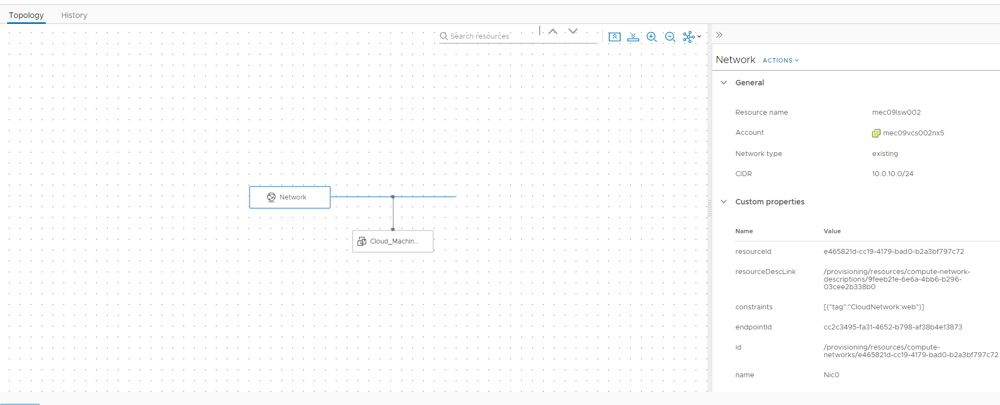 Topology History
Search resources
Network ACTIONS
General
Resource name mec09lsw002
Account mec09vcs002nx5
Network type existing
CIDR 10.0.10.0/24
Network
Custom properties
Cloud_Machin...
Name Value
resourceId e465821d-cc19-4179-bad0-b2a3bf797c72
resourceDescLink /provisioning/resources/compute-network-
descriptions/9feeb21e-6e6a-4bb6-b296-
03cee2b338b0
constraints [{"tag":"CloudNetwork:web"}]
endpointId cc2c3495-fa31-4652-b798-af38b4e13873
id /provisioning/resources/compute-
networks/e465821d-cc19-4179-bad0-b2a3bf797c72
name Nic0